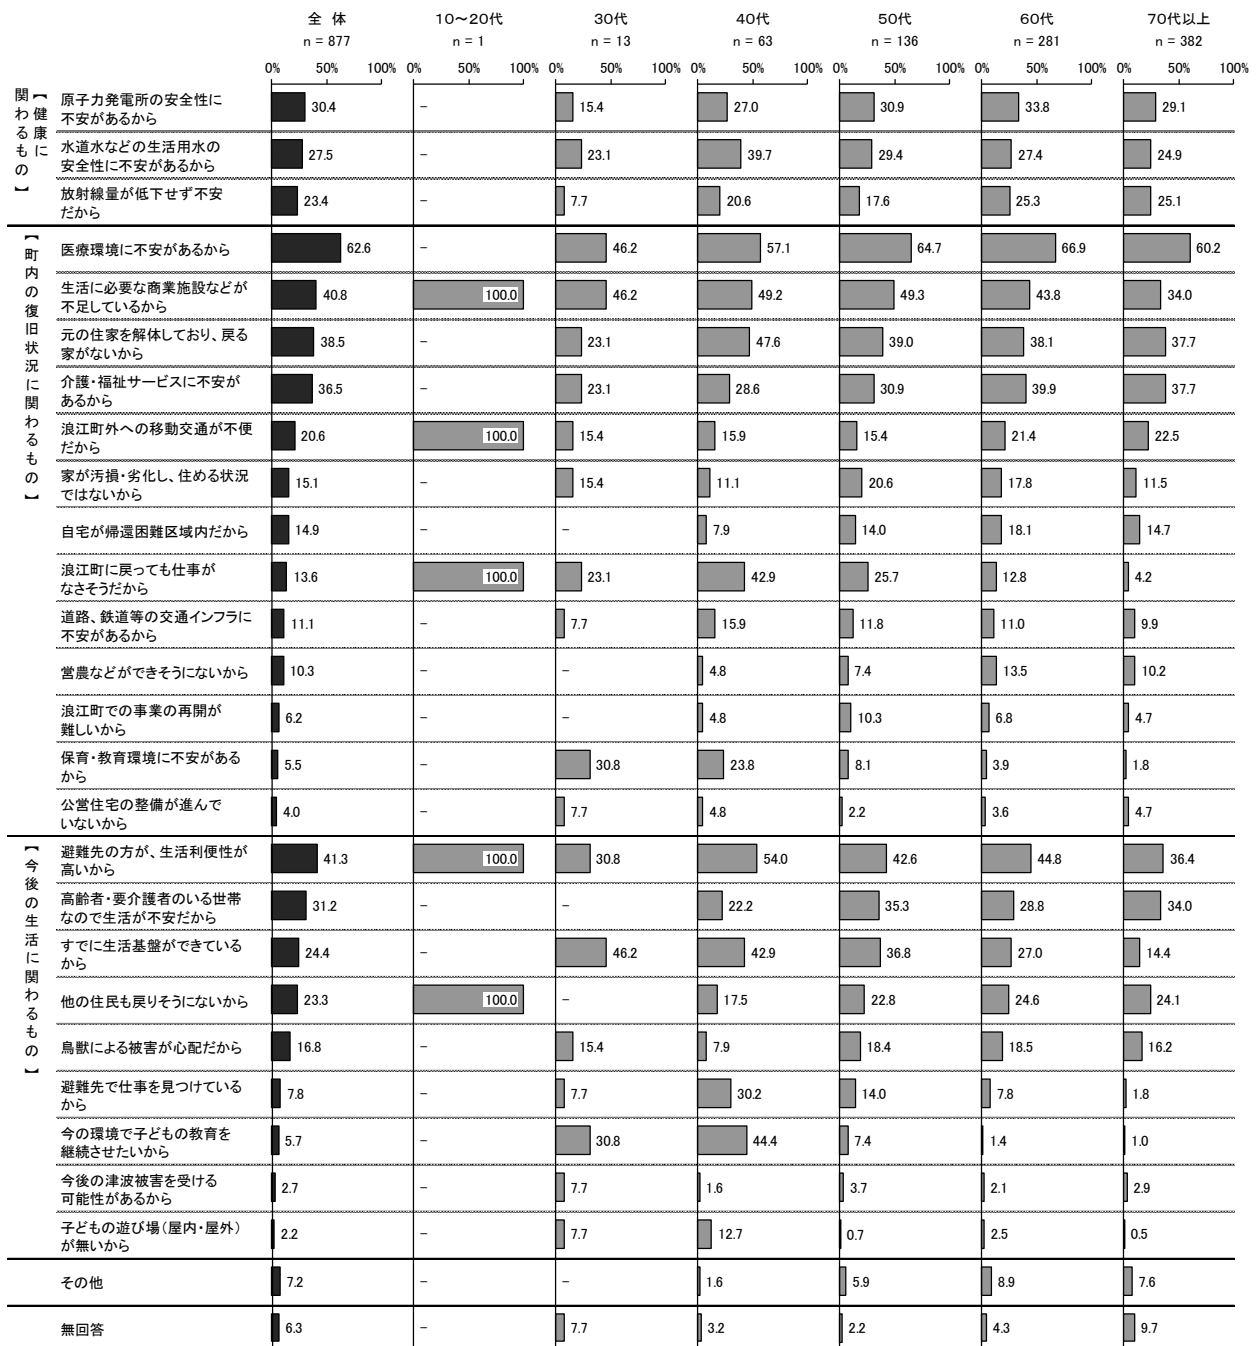 全 体 10～20代 30代 40代 50代 60代 70代以上
n = 877 n = 1 n = 13 n = 63 n = 136 n = 281 n = 382
0% 50% 100% 0% 50% 100% 0% 50% 100% 0% 50% 100% 0% 50% 100% 0% 50% 100% 0% 50% 100%
【健康に関わるもの】
原子力発電所の安全性に
不安があるから
30.4 – 15.4 27.0 30.9 33.8 29.1
水道水などの生活用水の
安全性に不安があるから
27.5 – 23.1 39.7 29.4 27.4 24.9
放射線量が低下せず不安
だから
23.4 – 7.7 20.6 17.6 25.3 25.1
【町内の復旧状況に関わるもの】
医療環境に不安があるから
62.6 – 46.2 57.1 64.7 66.9 60.2
生活に必要な商業施設などが
不足しているから
40.8 100.0 46.2 49.2 49.3 43.8 34.0
元の住家を解体しており、戻る
家がないから
38.5 – 23.1 47.6 39.0 38.1 37.7
介護・福祉サービスに不安が
あるから
36.5 – 23.1 28.6 30.9 39.9 37.7
浪江町外への移動交通が不便
だから
20.6 100.0 15.4 15.9 15.4 21.4 22.5
家が汚損・劣化し、住める状況
ではないから
15.1 – 15.4 11.1 20.6 17.8 11.5
自宅が帰還困難区域内だから
14.9 – – 7.9 14.0 18.1 14.7
浪江町に戻っても仕事が
なさそうだから
13.6 100.0 23.1 42.9 25.7 12.8 4.2
道路、鉄道等の交通インフラに
不安があるから
11.1 – 7.7 15.9 11.8 11.0 9.9
営農などができそうにないから
10.3 – – 4.8 7.4 13.5 10.2
浪江町での事業の再開が
難しいから
6.2 – – 4.8 10.3 6.8 4.7
保育・教育環境に不安がある
から
5.5 – 30.8 23.8 8.1 3.9 1.8
公営住宅の整備が進んで
いないから
4.0 – 7.7 4.8 2.2 3.6 4.7
【今後の生活に関わるもの】
避難先の方が、生活利便性が
高いから
41.3 100.0 30.8 54.0 42.6 44.8 36.4
高齢者・要介護者のいる世帯
なので生活が不安だから
31.2 – – 22.2 35.3 28.8 34.0
すでに生活基盤ができている
から
24.4 – 46.2 42.9 36.8 27.0 14.4
他の住民も戻りそうにないから
23.3 100.0 – 17.5 22.8 24.6 24.1
鳥獣による被害が心配だから
16.8 – 15.4 7.9 18.4 18.5 16.2
避難先で仕事を見つけている
から
7.8 – 7.7 30.2 14.0 7.8 1.8
今の環境で子どもの教育を
継続させたいから
5.7 – 30.8 44.4 7.4 1.4 1.0
今後の津波被害を受ける
可能性があるから
2.7 – 7.7 1.6 3.7 2.1 2.9
子どもの遊び場（屋内・屋外）
が無いから
2.2 – 7.7 12.7 0.7 2.5 0.5
その他
7.2 – – 1.6 5.9 8.9 7.6
無回答
6.3 – 7.7 3.2 2.2 4.3 9.7